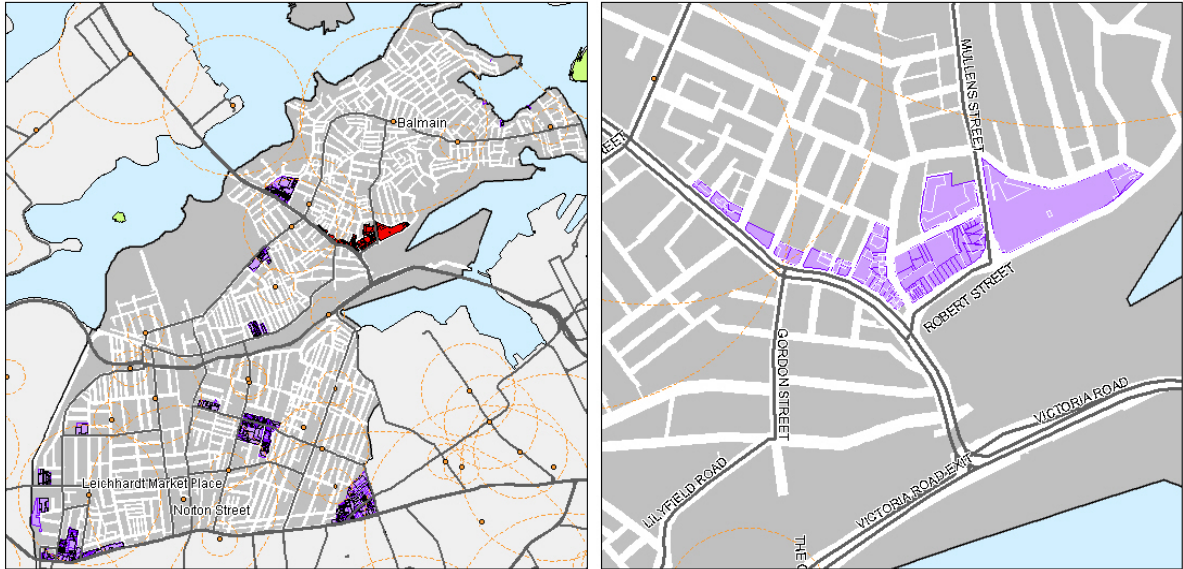 Balmain
Leichhardt Market Place
Norton Street
MULLENS STREET
ROBERT STREET
GORDON STREET
VICTORIA ROAD
VICTORIA ROAD-EXIT
LILYFIELD ROAD